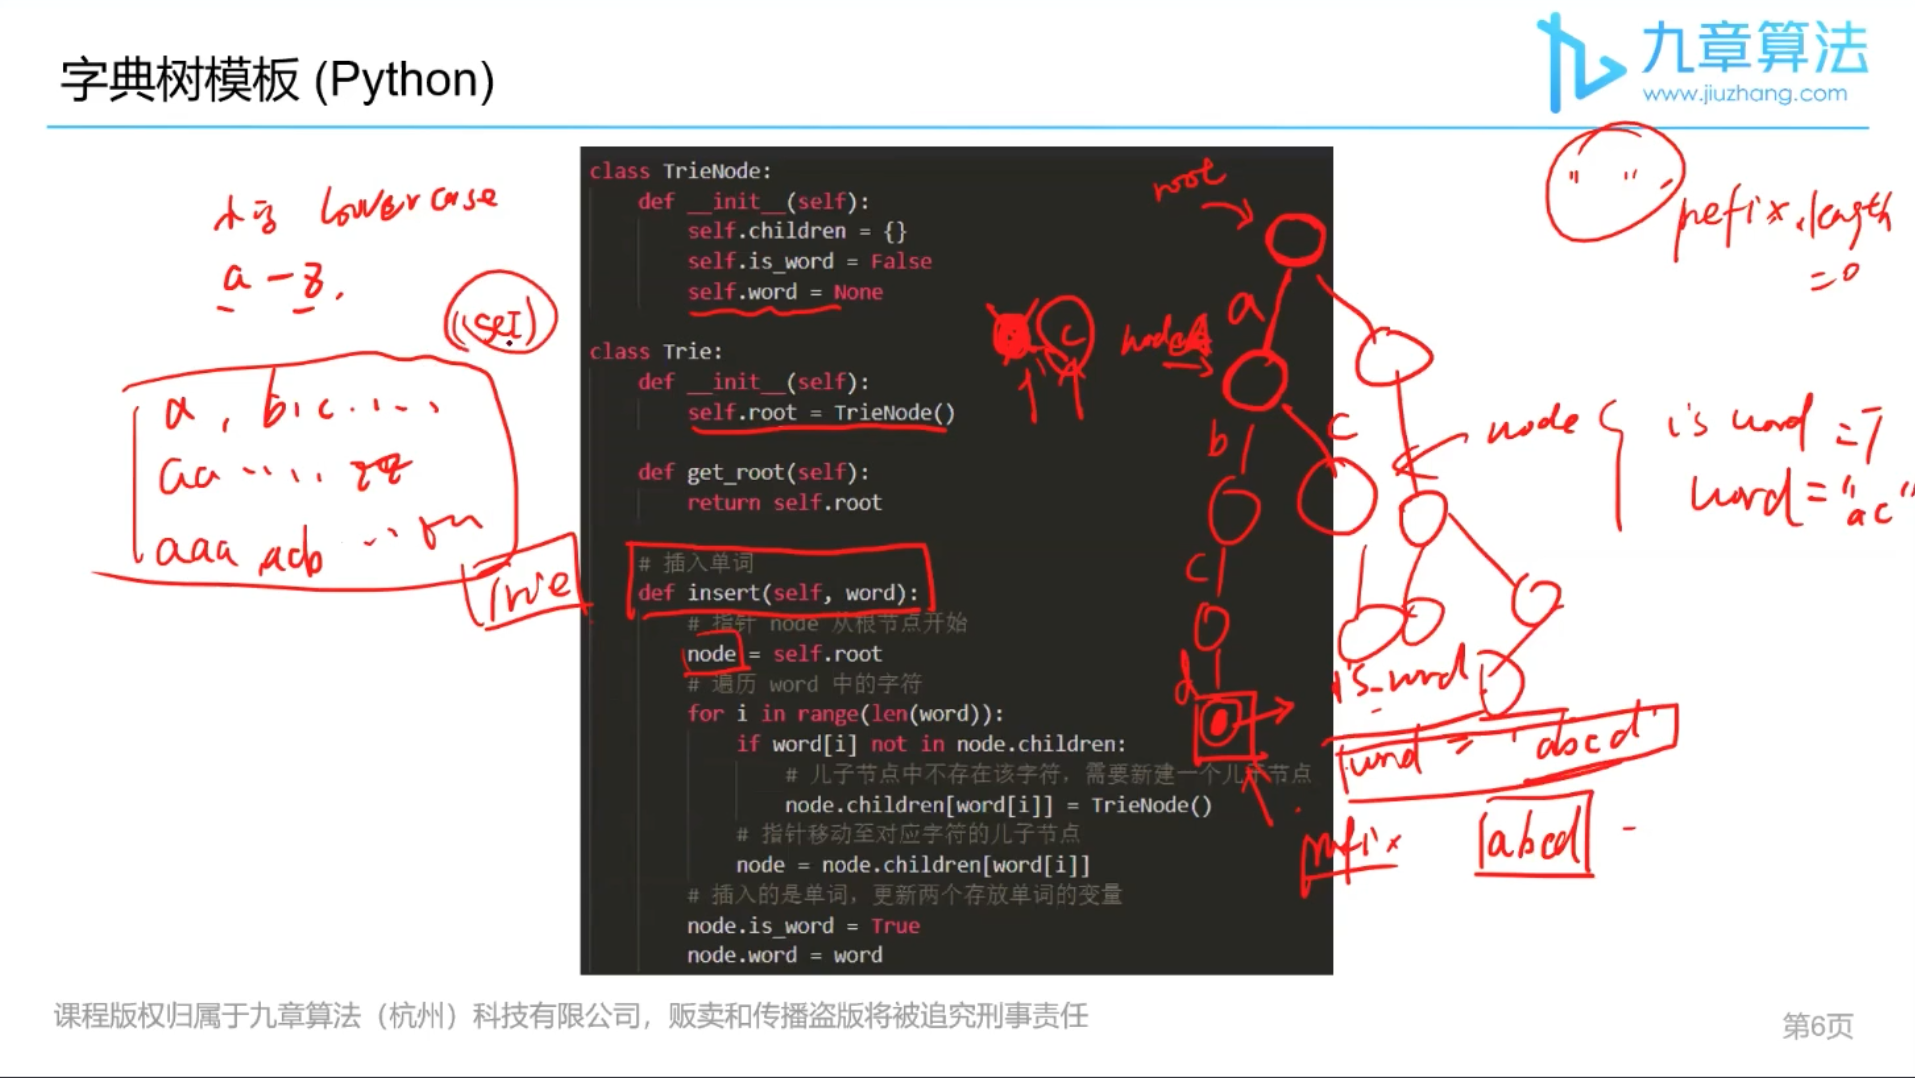 字典树模板 (Python)
九章算法
www.jiuzhang.com
class TrieNode:
def __init__(self):
self.children = {}
self.is_word = False
self.word = None
class Trie:
def __init__(self):
self.root = TrieNode()
def get_root(self):
return self.root
# 插入单词
def insert(self, word):
# 指针 node 从根节点开始
node = self.root
# 遍历 word 中的字符
for i in range(len(word)):
if word[i] not in node.children:
# 儿子节点中不存在该字符，需要新建一个儿子节点
node.children[word[i]] = TrieNode()
# 指针移动至对应字符的儿子节点
node = node.children[word[i]]
# 插入的是单词，更新两个存放单词的变量
node.is_word = True
node.word = word
lowercase
a - z.
(set)
a, b, c . . .
aa . . . . zz
aaa aab
Trie
root
a
c
b
c
c
d
node
is word = T
word = "ac"
is_word
word = "abcd"
prefix
abcd
" "
prefix.length
= 0
课程版权归属于九章算法（杭州）科技有限公司，贩卖和传播盗版将被追究刑事责任
第6页